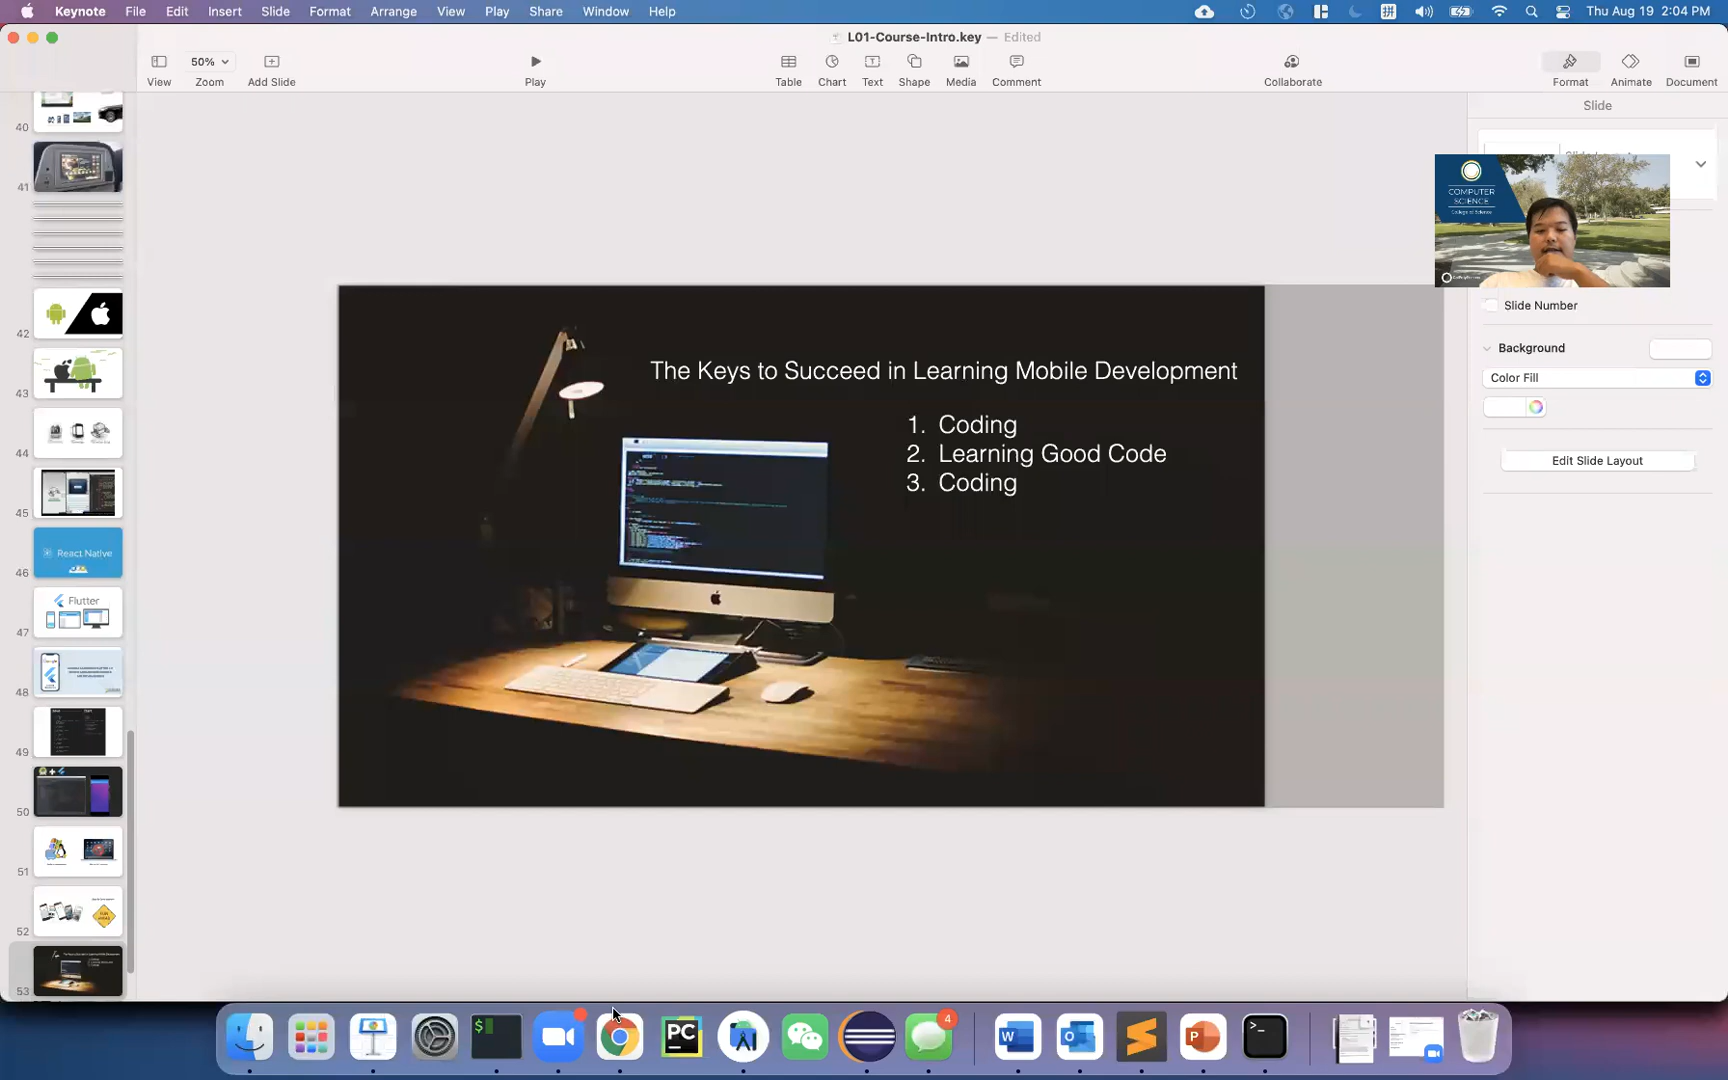 Keynote File Edit Insert Slide Format Arrange View Play Share Window Help
Thu Aug 19 2:04 PM
L01-Course-Intro.key — Edited
50%
View Zoom Add Slide Play Table Chart Text Shape Media Comment Collaborate Format Animate Document
Slide
COMPUTER
SCIENCE
College of Science
Slide Number
Background
Color Fill
Edit Slide Layout
The Keys to Succeed in Learning Mobile Development
1. Coding
2. Learning Good Code
3. Coding
40
41
42
43
44
45
46
React Native
47
Flutter
48
49
50
51
52
53
$
PC
4
W
P
>_